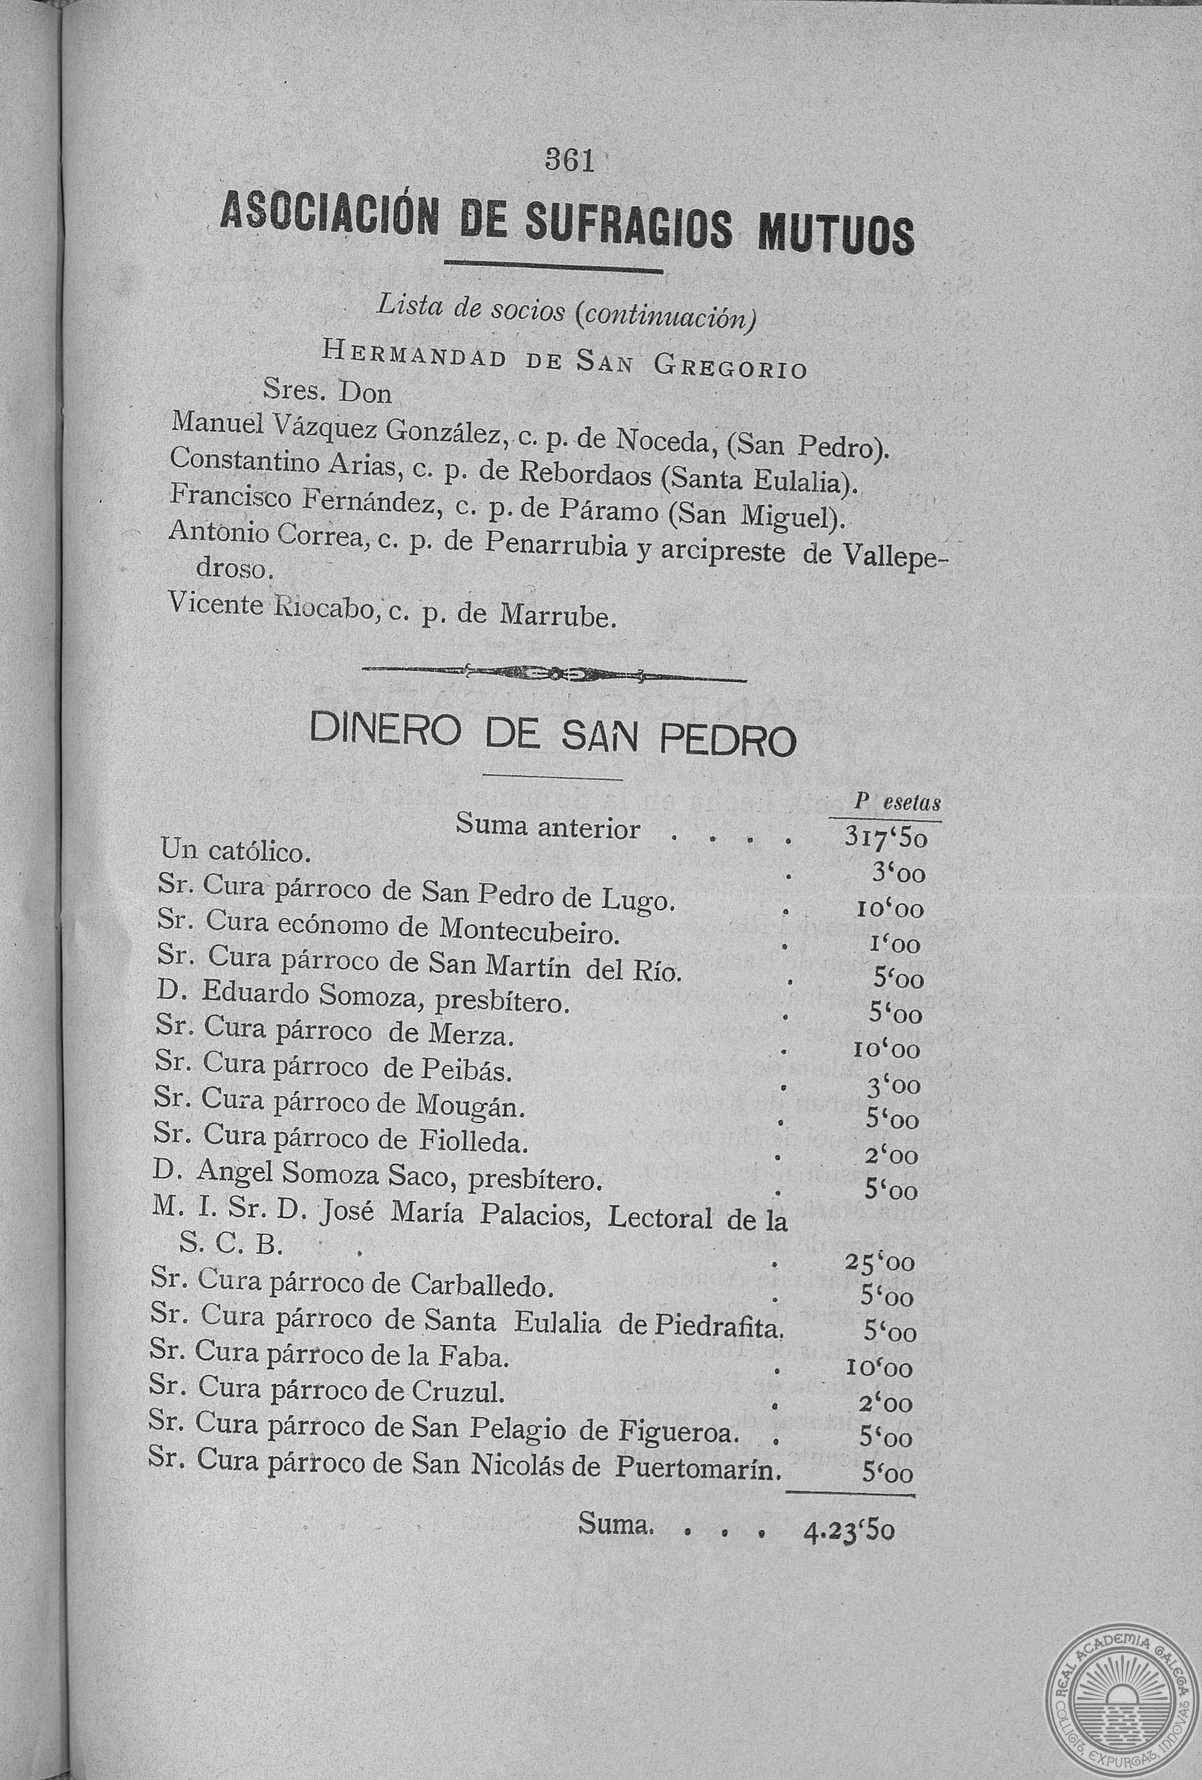 361
ASOCIACIÓN DE SUFRAGIOS MUTUOS
Lista de socios (continuación)
HERMANDAD DE SAN GREGORIO
Sres. Don
Manuel Vázquez González, c. p. de Noceda, (San Pedro).
Constantino Arias, c. p. de Rebordaos (Santa Eulalia).
Francisco Fernández, c. p. de Páramo (San Miguel).
Antonio Correa, c. p. de Penarrubia y arcipreste de Vallepe-
droso.
Vicente Riocabo, c. p. de Marrube.
DINERO DE SAN PEDRO
P esetas
Suma anterior . . . . 317‘50
Un católico. . 3‘00
Sr. Cura párroco de San Pedro de Lugo. . 10‘00
Sr. Cura ecónomo de Montecubeiro. . 1‘00
Sr. Cura párroco de San Martín del Río. . 5‘00
D. Eduardo Somoza, presbítero. . 5‘00
Sr. Cura párroco de Merza. . 10‘00
Sr. Cura párroco de Peibás. . 3‘00
Sr. Cura párroco de Mougán. . 5‘00
Sr. Cura párroco de Fiolleda. . 2‘00
D. Angel Somoza Saco, presbítero. . 5‘00
M. I. Sr. D. José María Palacios, Lectoral de la
S. C. B. . . 25‘00
Sr. Cura párroco de Carballedo. . 5‘00
Sr. Cura párroco de Santa Eulalia de Piedrafita. 5‘00
Sr. Cura párroco de la Faba. . 10‘00
Sr. Cura párroco de Cruzul. . 2‘00
Sr. Cura párroco de San Pelagio de Figueroa. . 5‘00
Sr. Cura párroco de San Nicolás de Puertomarín. 5‘00
Suma. . . . 4.23‘50
REAL ACADEMIA GALEGA
COLLIGIT, EXPURGAT, INNOVAT